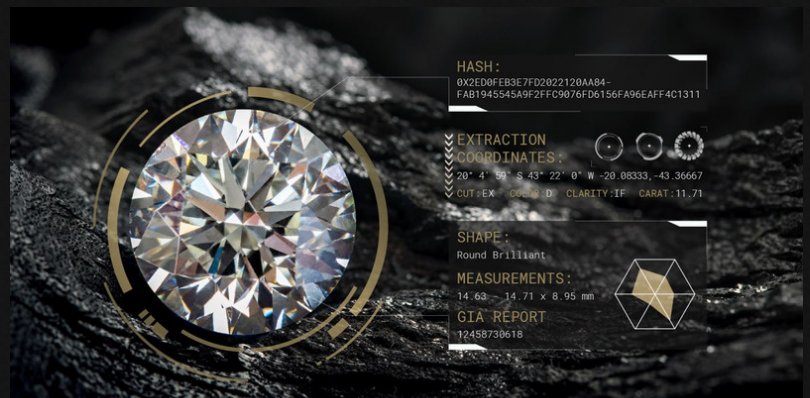 HASH:
0X2ED0FEB3E7FD2022120AA84-
FAB1945545A9F2FFC9076FD6156FA96EAFF4C1311
EXTRACTION
COORDINATES:
20° 4' 59" S 43° 22' 0" W -20.08333,-43.36667
CUT:EX COLOR:D CLARITY:IF CARAT:11.71
SHAPE:
Round Brilliant
MEASUREMENTS:
14.63 - 14.71 x 8.95 mm
GIA REPORT
12458730618